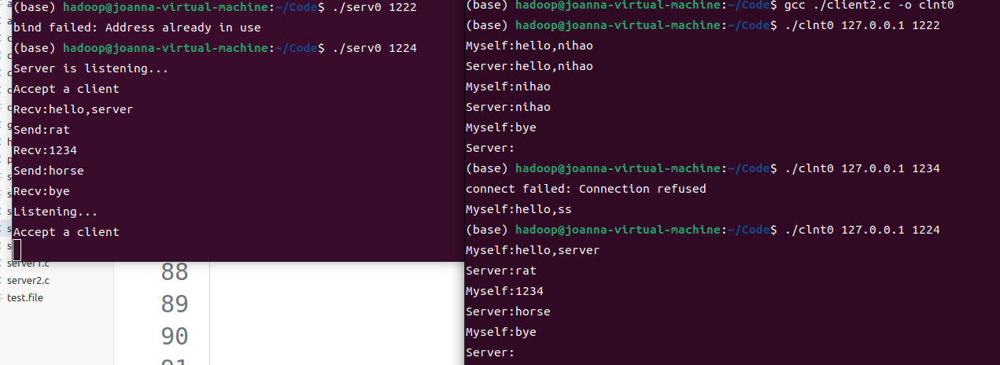 (base) hadoop@joanna-virtual-machine:~/Code$ ./serv0 1222
bind failed: Address already in use
(base) hadoop@joanna-virtual-machine:~/Code$ ./serv0 1224
Server is listening...
Accept a client
Recv:hello,server
Send:rat
Recv:1234
Send:horse
Recv:bye
Listening...
Accept a client
server1.c
server2.c
test.file
88
89
90
91
(base) hadoop@joanna-virtual-machine:~/Code$ gcc ./client2.c -o clnt0
(base) hadoop@joanna-virtual-machine:~/Code$ ./clnt0 127.0.0.1 1222
Myself:hello,nihao
Server:hello,nihao
Myself:nihao
Server:nihao
Myself:bye
Server:
(base) hadoop@joanna-virtual-machine:~/Code$ ./clnt0 127.0.0.1 1234
connect failed: Connection refused
Myself:hello,ss
(base) hadoop@joanna-virtual-machine:~/Code$ ./clnt0 127.0.0.1 1224
Myself:hello,server
Server:rat
Myself:1234
Server:horse
Myself:bye
Server: